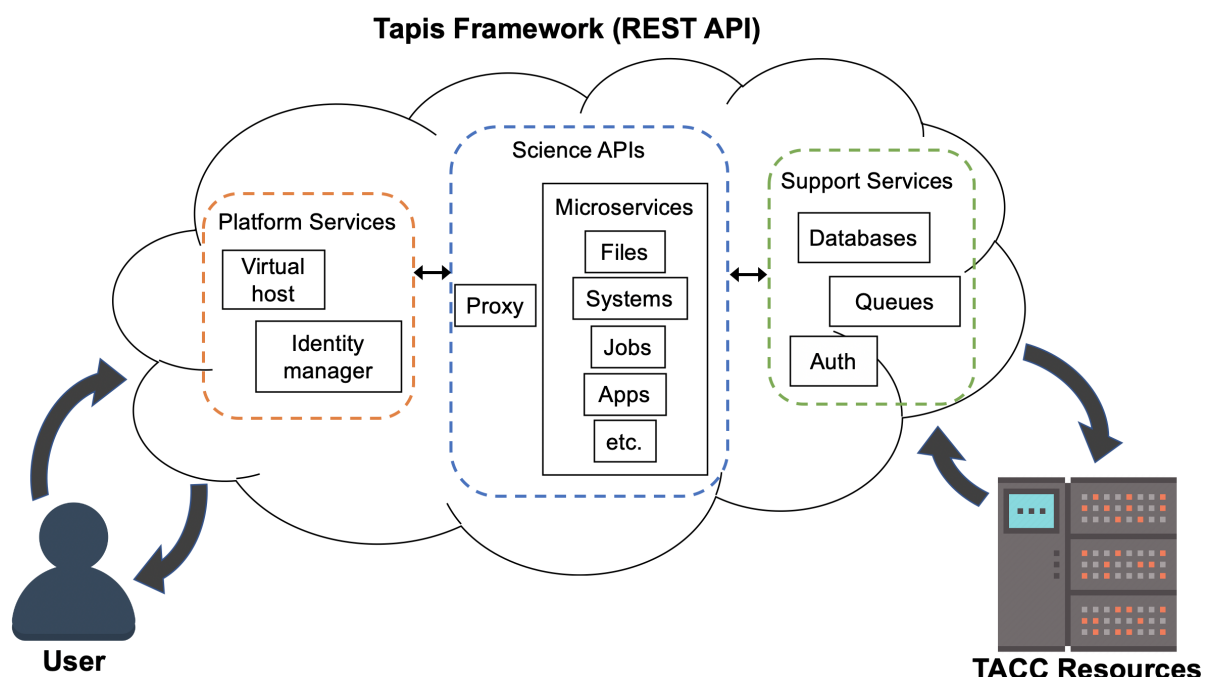 Tapis Framework (REST API)
Platform Services
Virtual
host
Identity
manager
Science APIs
Proxy
Microservices
Files
Systems
Jobs
Apps
etc.
Support Services
Databases
Queues
Auth
User
TACC Resources